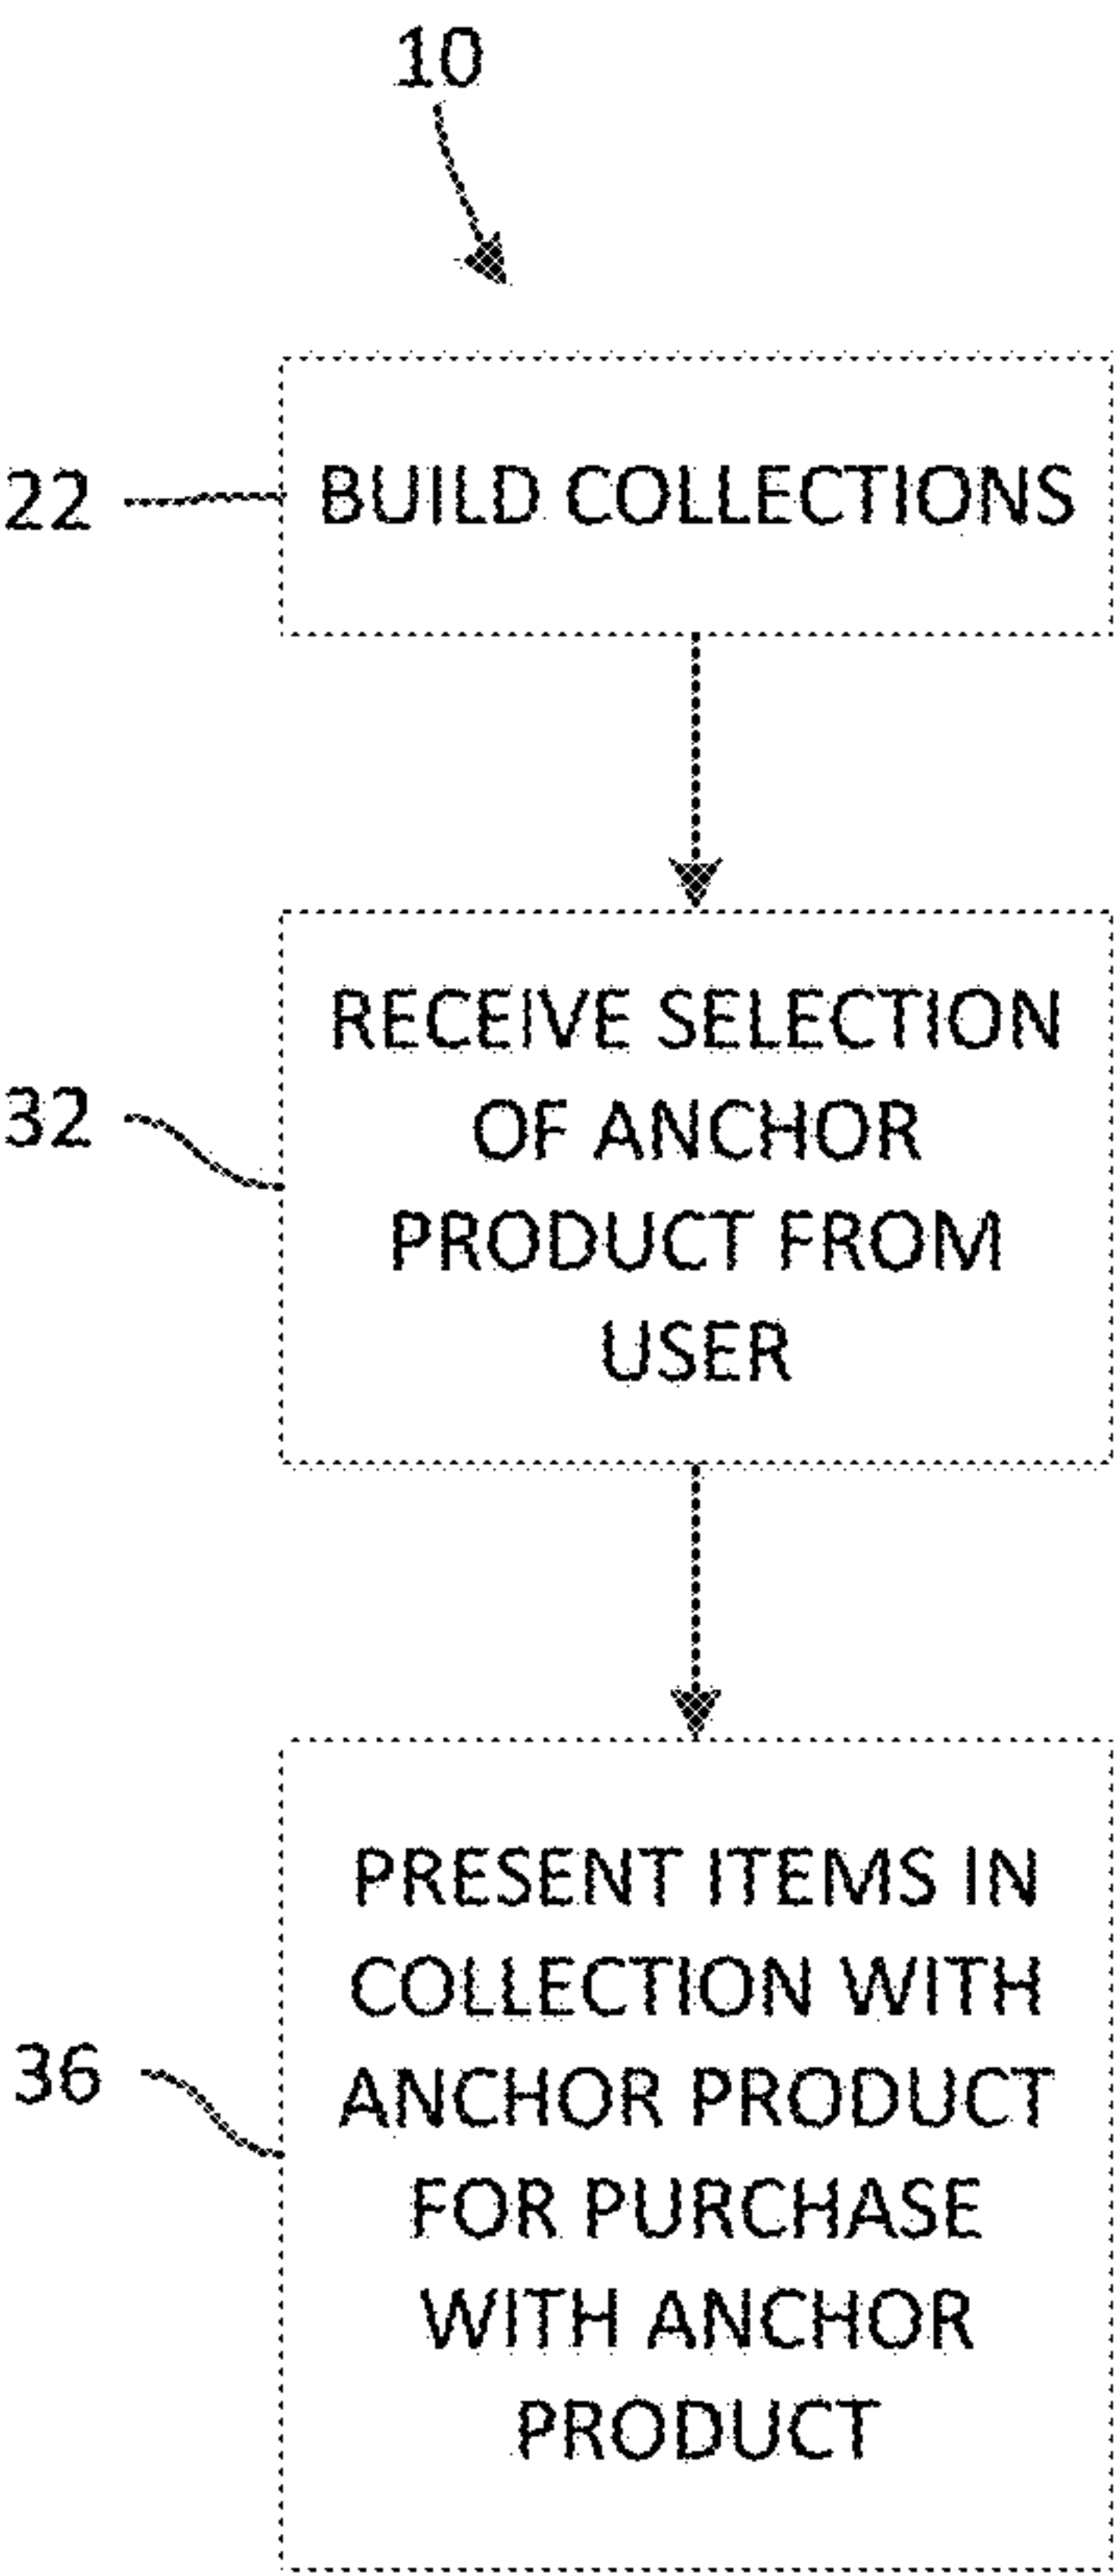 10
22
BUILD COLLECTIONS
32
RECEIVE SELECTION
OF ANCHOR
PRODUCT FROM
USER
36
PRESENT ITEMS IN
COLLECTION WITH
ANCHOR PRODUCT
FOR PURCHASE
WITH ANCHOR
PRODUCT